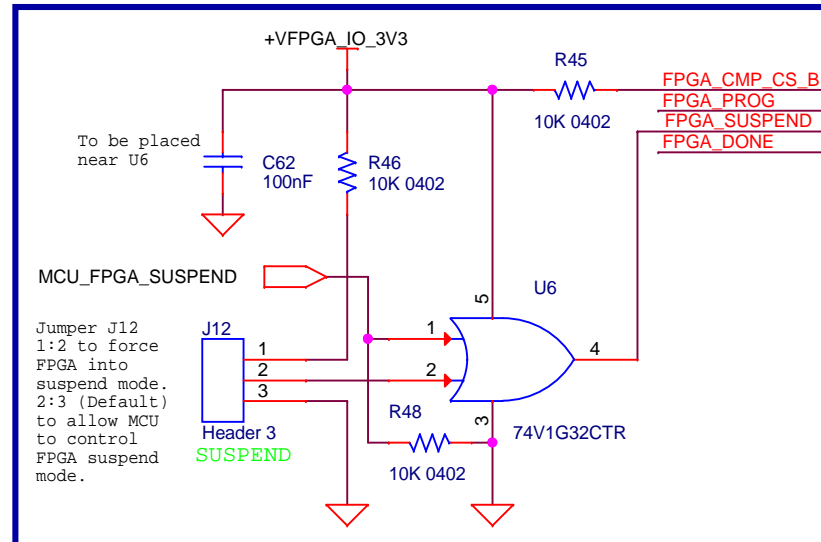 +VFPGA_IO_3V3
R45
10K 0402
FPGA_CMP_CS_B
FPGA_PROG
FPGA_SUSPEND
FPGA_DONE
To be placed
near U6
C62
100nF
R46
10K 0402
MCU_FPGA_SUSPEND
5
U6
Jumper J12
1:2 to force
FPGA into
suspend mode.
2:3 (Default)
to allow MCU
to control
FPGA suspend
mode.
J12
1
2
3
Header 3
SUSPEND
1
2
4
3
R48
10K 0402
74V1G32CTR